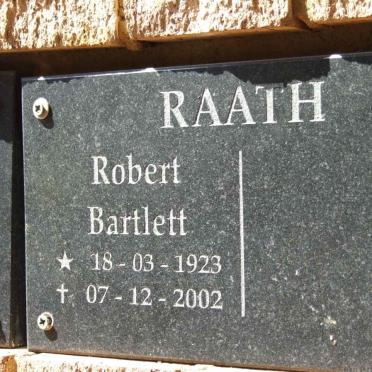 RAATH
Robert
Bartlett
★ 18 - 03 - 1923
✝ 07 - 12 - 2002